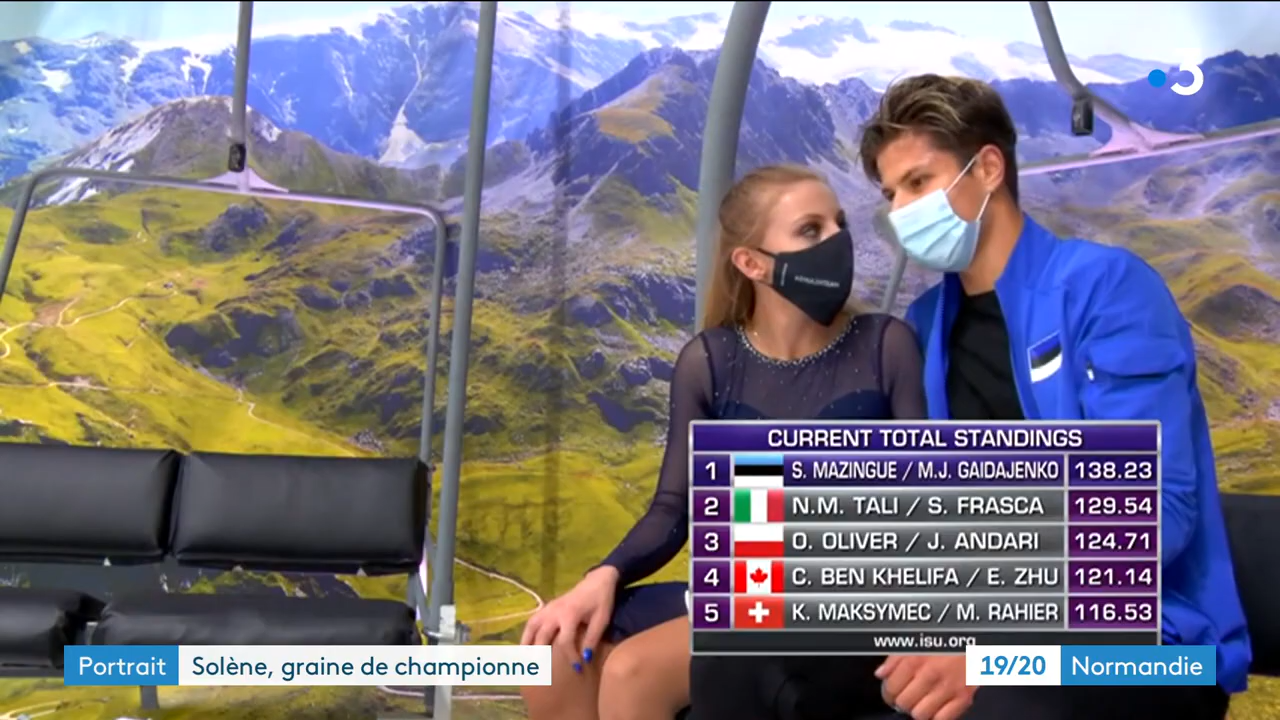 3
CURRENT TOTAL STANDINGS
1 S. MAZINGUE / M.J. GAIDAJENKO 138.23
2 N.M. TALI / S. FRASCA 129.54
3 O. OLIVER / J. ANDARI 124.71
4 C. BEN KHELIFA / E. ZHU 121.14
5 K. MAKSYMEC / M. RAHIER 116.53
www.isu.org
Portrait Solène, graine de championne
19/20 Normandie